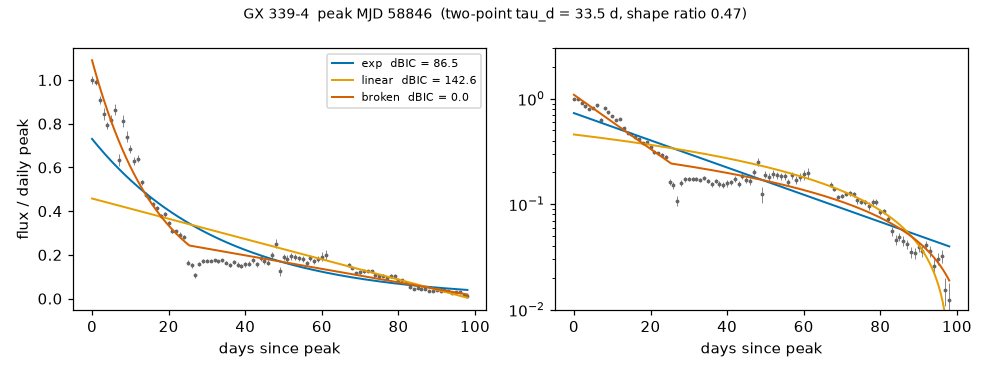 GX 339-4 peak MJD 58846 (two-point tau_d = 33.5 d, shape ratio 0.47)
exp dBIC = 86.5
linear dBIC = 142.6
broken dBIC = 0.0
flux / daily peak
1.0
0.8
0.6
0.4
0.2
0.0
0 20 40 60 80 100
days since peak
10⁰
10⁻¹
10⁻²
0 20 40 60 80 100
days since peak